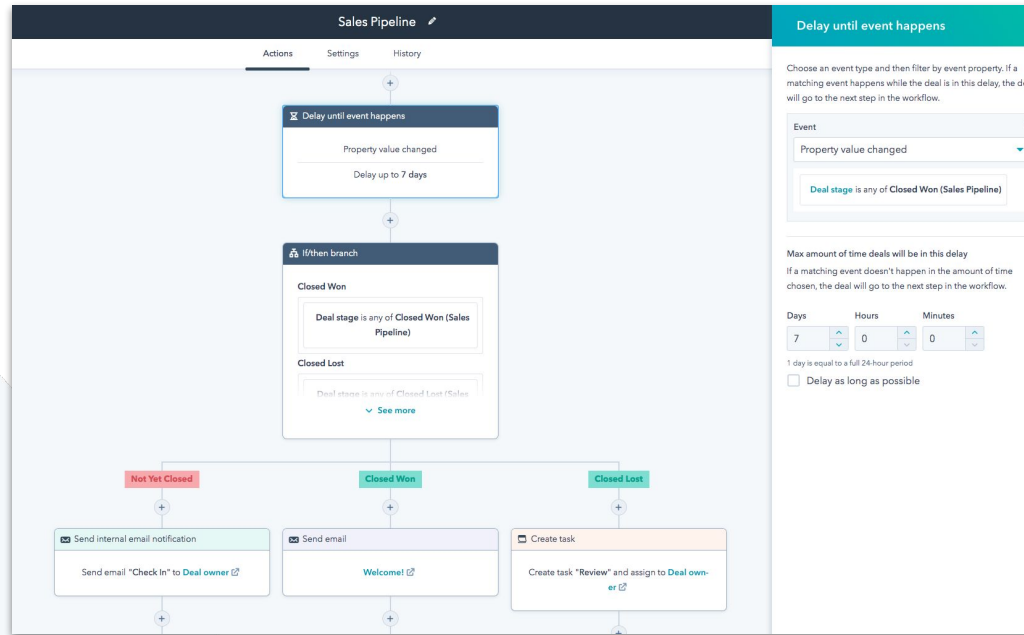 Sales Pipeline
Actions Settings History
Delay until event happens
Property value changed
Delay up to 7 days
If/then branch
Closed Won
Deal stage is any of Closed Won (Sales
Pipeline)
Closed Lost
Deal stage is any of Closed Lost (Sales
See more
Not Yet Closed
Closed Won
Closed Lost
Send internal email notification
Send email "Check In" to Deal owner
Send email
Welcome!
Create task
Create task "Review" and assign to Deal own-
er
Delay until event happens
Choose an event type and then filter by event property. If a
matching event happens while the deal is in this delay, the
will go to the next step in the workflow.
Event
Property value changed
Deal stage is any of Closed Won (Sales Pipeline)
Max amount of time deals will be in this delay
If a matching event doesn't happen in the amount of time
chosen, the deal will go to the next step in the workflow.
Days Hours Minutes
7 0 0
1 day is equal to a full 24-hour period
Delay as long as possible